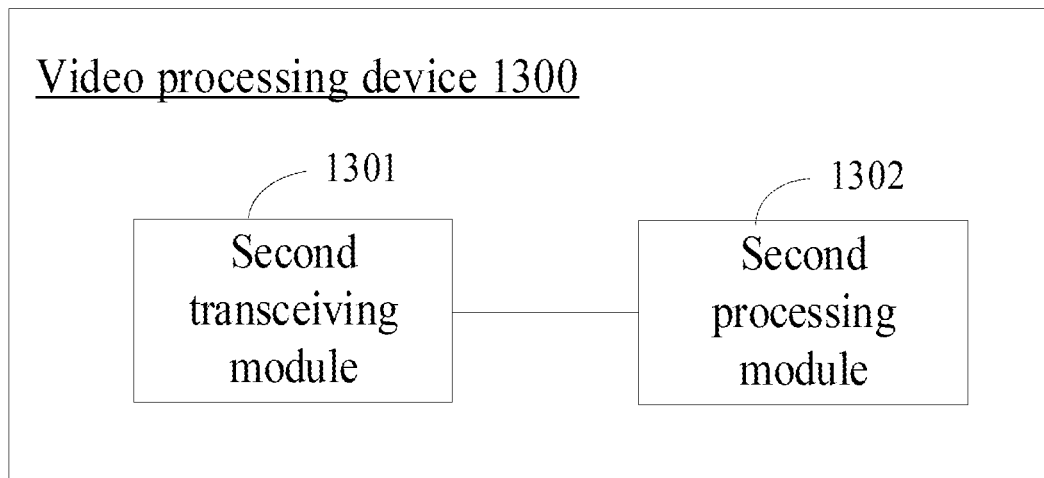 Video processing device 1300
1301
1302
Second
transceiving
module
Second
processing
module